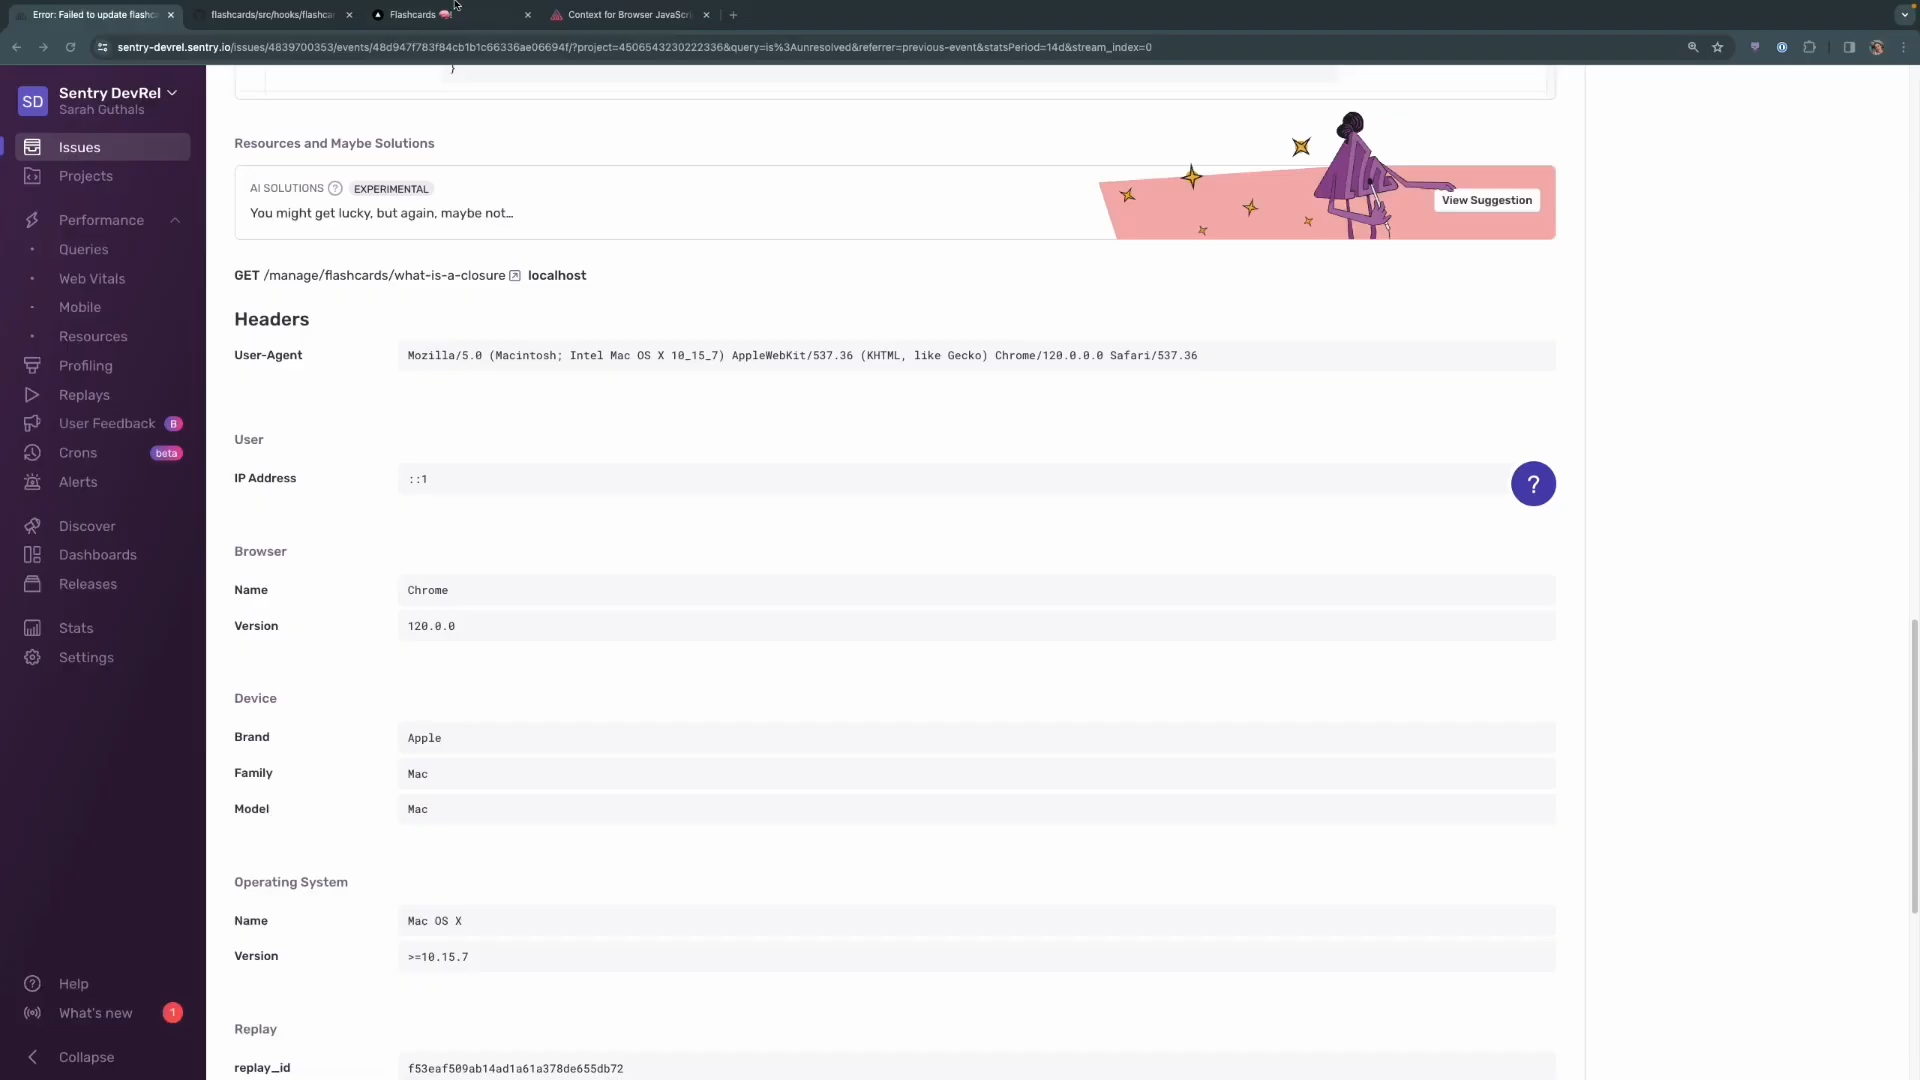 Error: Failed to update flashc
flashcards/src/hooks/flashca
Flashcards
Context for Browser JavaScri
sentry-devrel.sentry.io/issues/4839700353/events/48d947f783f84cb1b1c66336ae06694f/?project=4506543230222336&query=is%3Aunresolved&referrer=previous-event&statsPeriod=14d&stream_index=0
SD
Sentry DevRel
Sarah Guthals
Issues
Projects
Performance
Queries
Web Vitals
Mobile
Resources
Profiling
Replays
User Feedback B
Crons beta
Alerts
Discover
Dashboards
Releases
Stats
Settings
Help
What's new 1
Collapse
}
Resources and Maybe Solutions
AI SOLUTIONS ? EXPERIMENTAL
You might get lucky, but again, maybe not…
View Suggestion
GET /manage/flashcards/what-is-a-closure localhost
Headers
User-Agent Mozilla/5.0 (Macintosh; Intel Mac OS X 10_15_7) AppleWebKit/537.36 (KHTML, like Gecko) Chrome/120.0.0.0 Safari/537.36
User
IP Address ::1
?
Browser
Name Chrome
Version 120.0.0
Device
Brand Apple
Family Mac
Model Mac
Operating System
Name Mac OS X
Version >=10.15.7
Replay
replay_id f53eaf509ab14ad1a61a378de655db72